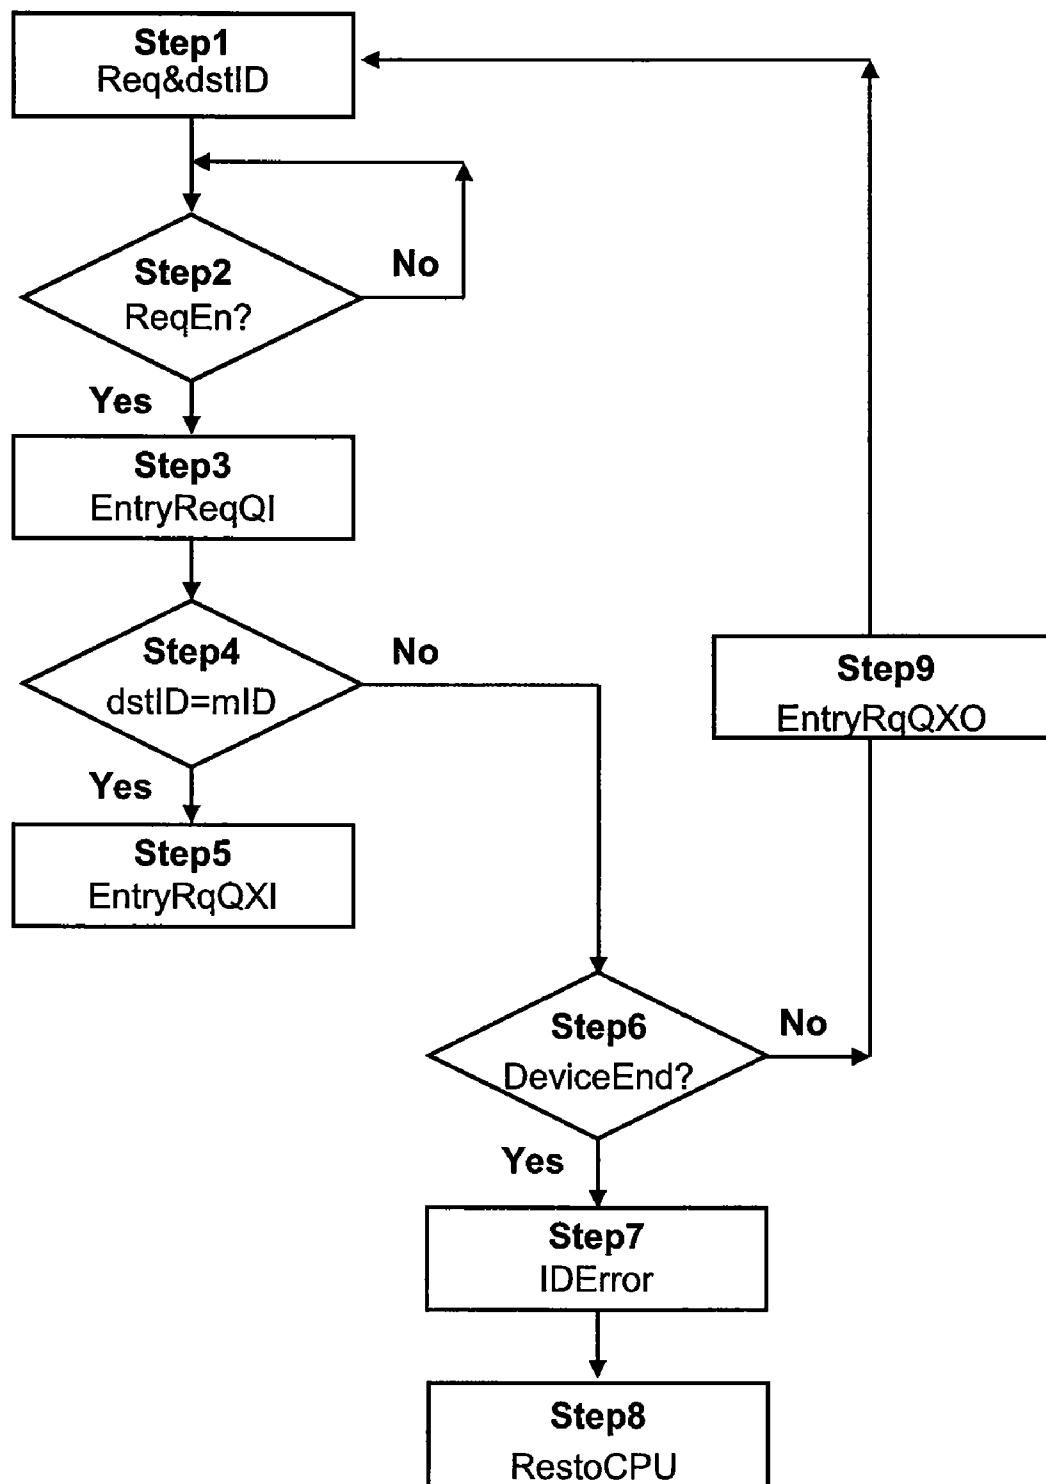 Step1
Req&dstID
Step2
ReqEn?
No
Yes
Step3
EntryReqQI
Step4
dstID=mID
No
Yes
Step5
EntryRqQXI
Step9
EntryRqQXO
Step6
DeviceEnd?
No
Yes
Step7
IDError
Step8
RestoCPU